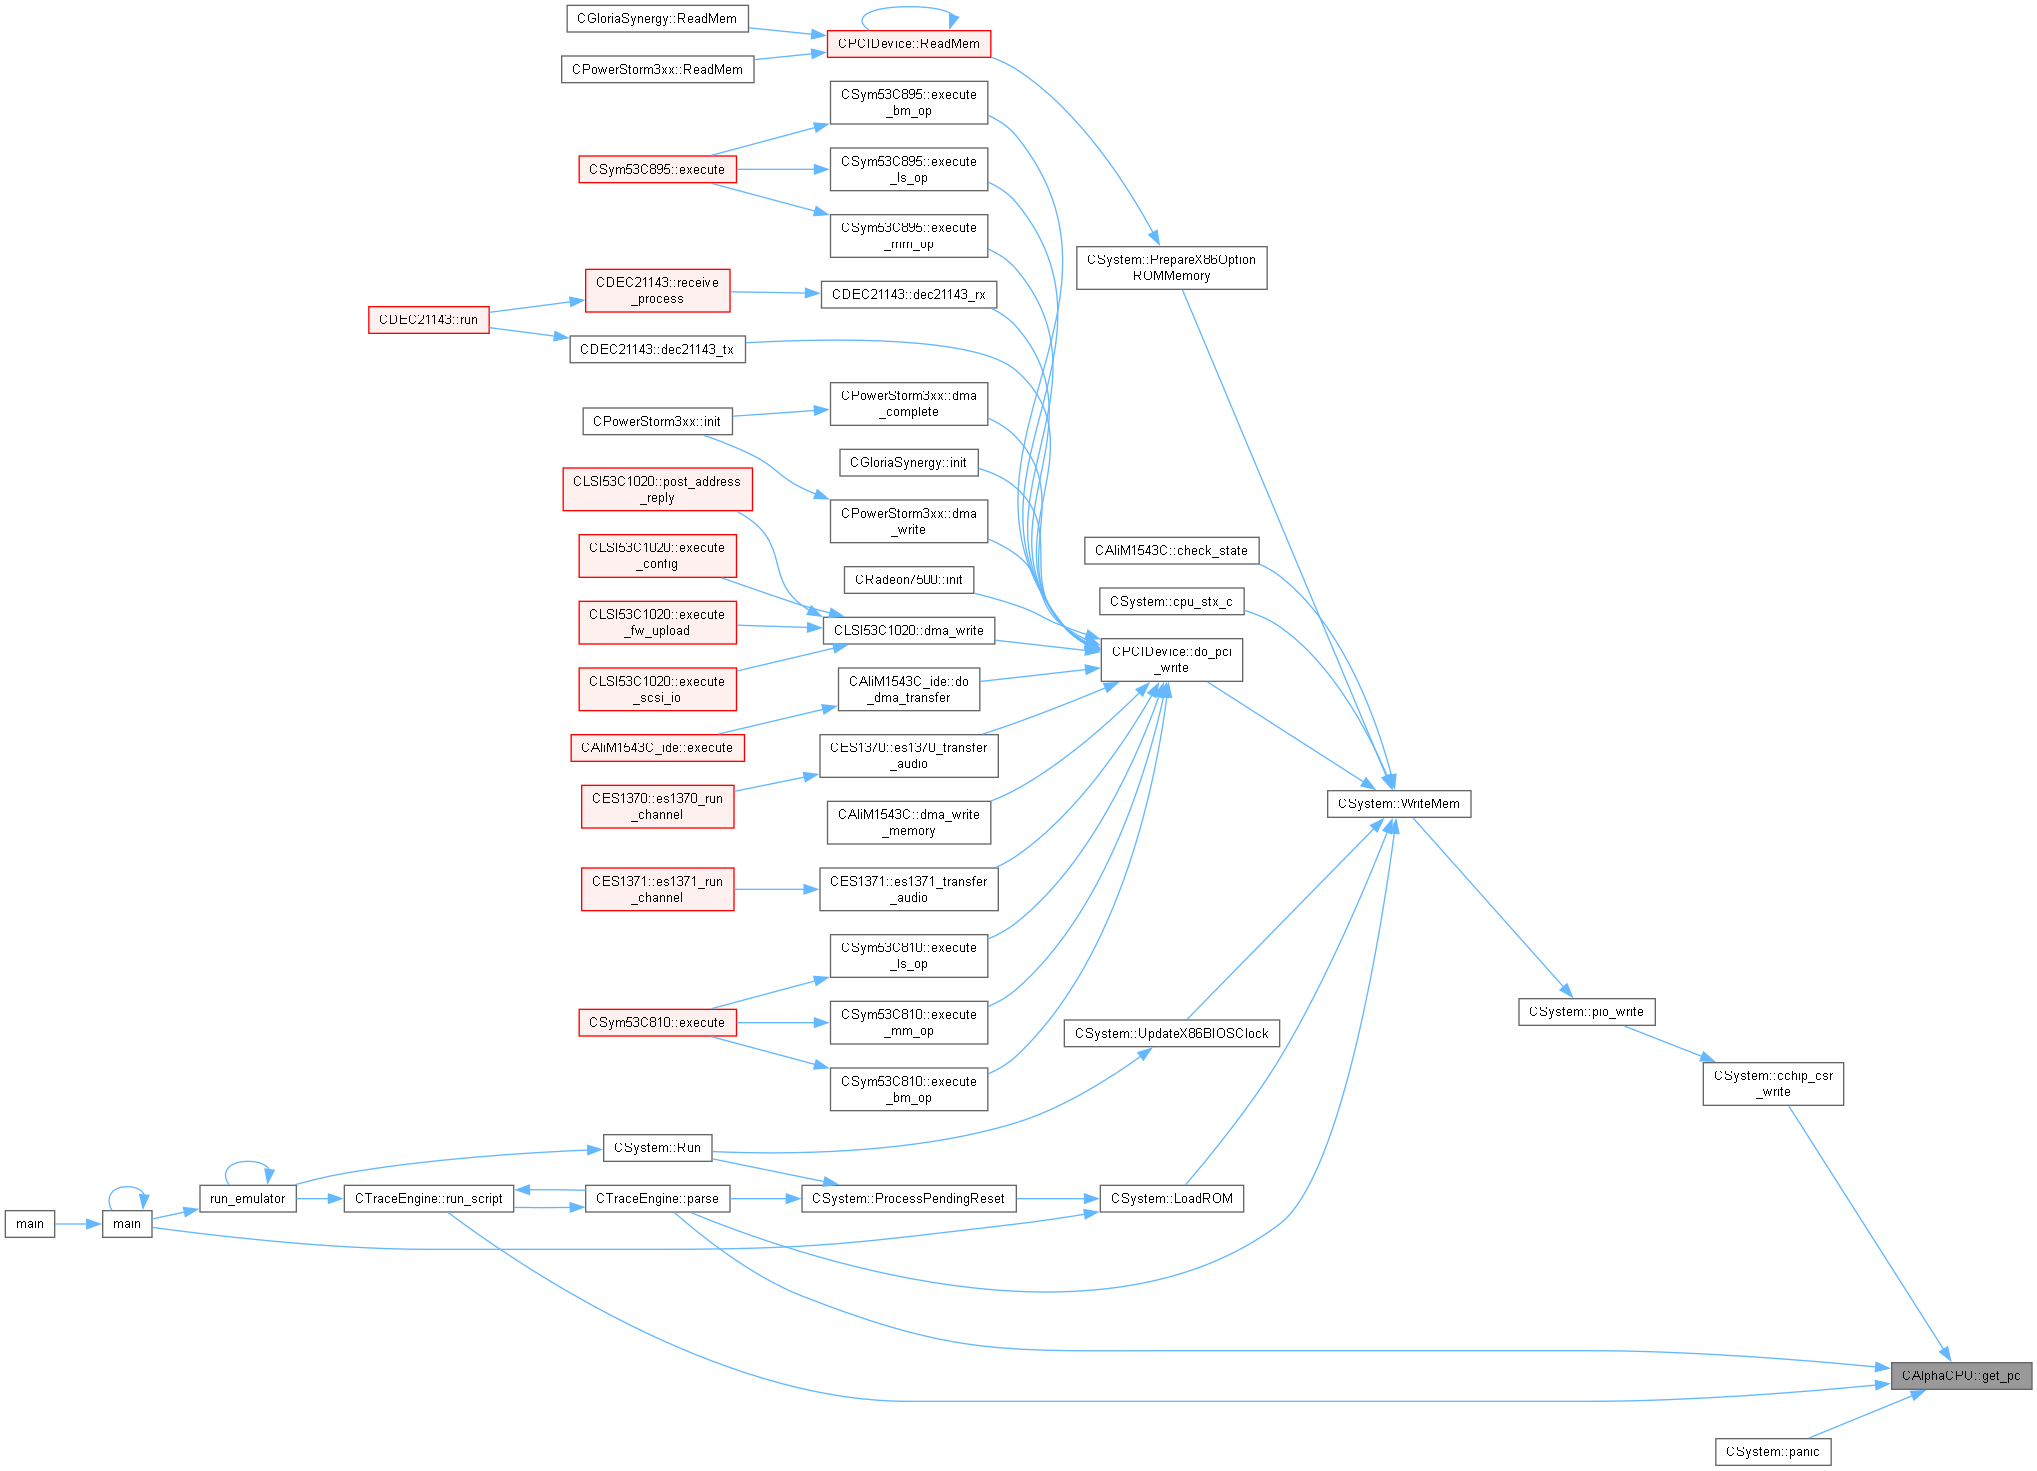 CGloriaSynergy::ReadMem
CPCIDevice::ReadMem
CPowerStorm3xx::ReadMem
CSym53C895::execute
_bm_op
CSym53C895::execute
CSym53C895::execute
_ls_op
CSym53C895::execute
_mm_op
CSystem::PrepareX86Option
ROMMemory
CDEC21143::receive
_process
CDEC21143::dec21143_rx
CDEC21143::run
CDEC21143::dec21143_tx
CPowerStorm3xx::dma
_complete
CPowerStorm3xx::init
CGloriaSynergy::init
CLSI53C1020::post_address
_reply
CPowerStorm3xx::dma
_write
CLSI53C1020::execute
_config
CAliM1543C::check_state
CRadeon7500::init
CSystem::cpu_stx_c
CLSI53C1020::execute
_fw_upload
CLSI53C1020::dma_write
CPCIDevice::do_pci
_write
CLSI53C1020::execute
_scsi_io
CAliM1543C_ide::do
_dma_transfer
CAliM1543C_ide::execute
CES1370::es1370_transfer
_audio
CES1370::es1370_run
_channel
CSystem::WriteMem
CAliM1543C::dma_write
_memory
CES1371::es1371_run
_channel
CES1371::es1371_transfer
_audio
CSym53C810::execute
_ls_op
CSystem::pio_write
CSym53C810::execute
CSym53C810::execute
_mm_op
CSystem::UpdateX86BIOSClock
CSystem::cchip_csr
_write
CSym53C810::execute
_bm_op
CSystem::Run
run_emulator
CTraceEngine::run_script
CTraceEngine::parse
CSystem::ProcessPendingReset
CSystem::LoadROM
main
main
CAlphaCPU::get_pc
CSystem::panic